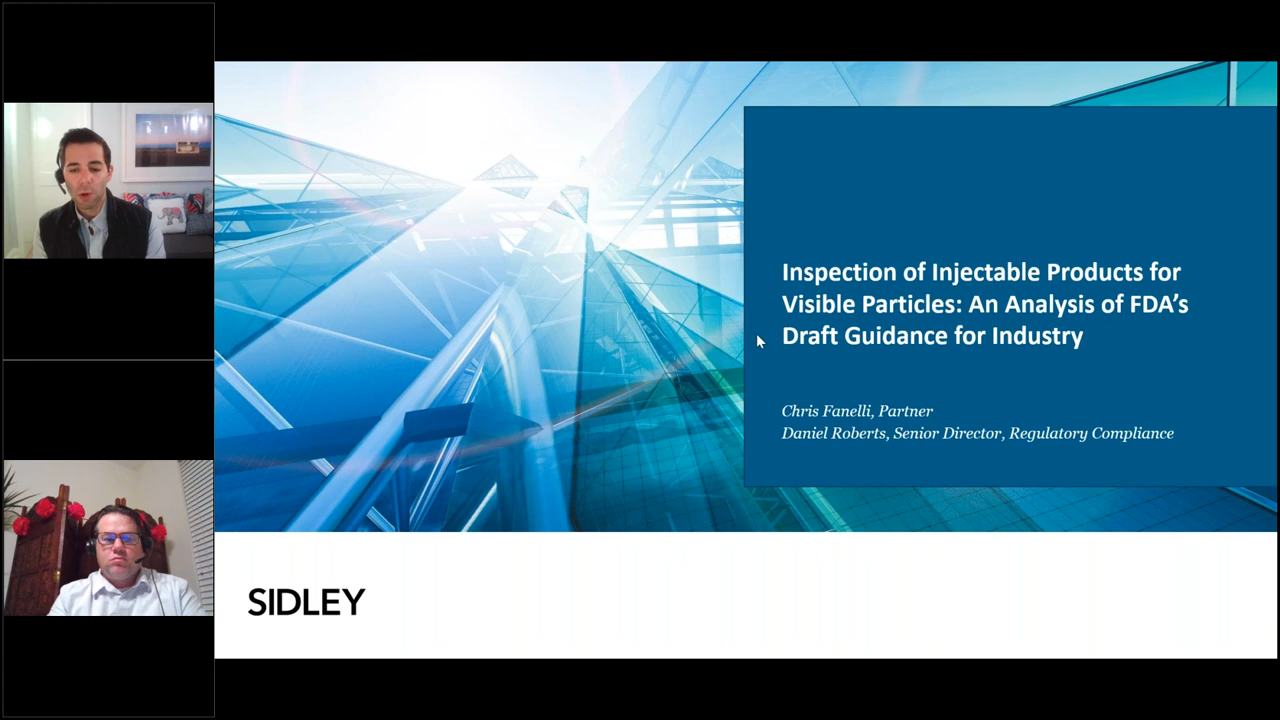 Inspection of Injectable Products for
Visible Particles: An Analysis of FDA’s
Draft Guidance for Industry
Chris Fanelli, Partner
Daniel Roberts, Senior Director, Regulatory Compliance
SIDLEY